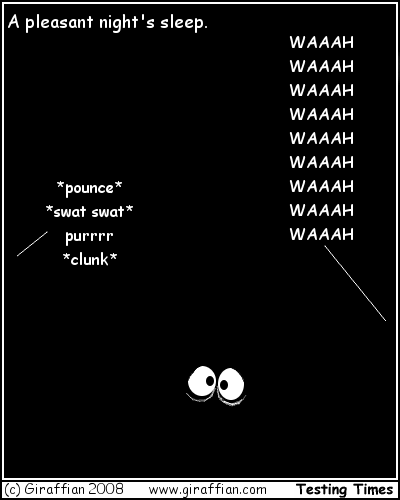 A pleasant night's sleep.
WAAAH
WAAAH
WAAAH
WAAAH
WAAAH
WAAAH
WAAAH
WAAAH
WAAAH
*pounce*
*swat swat*
purrrr
*clunk*
(c) Giraffian 2008 www.giraffian.com Testing Times